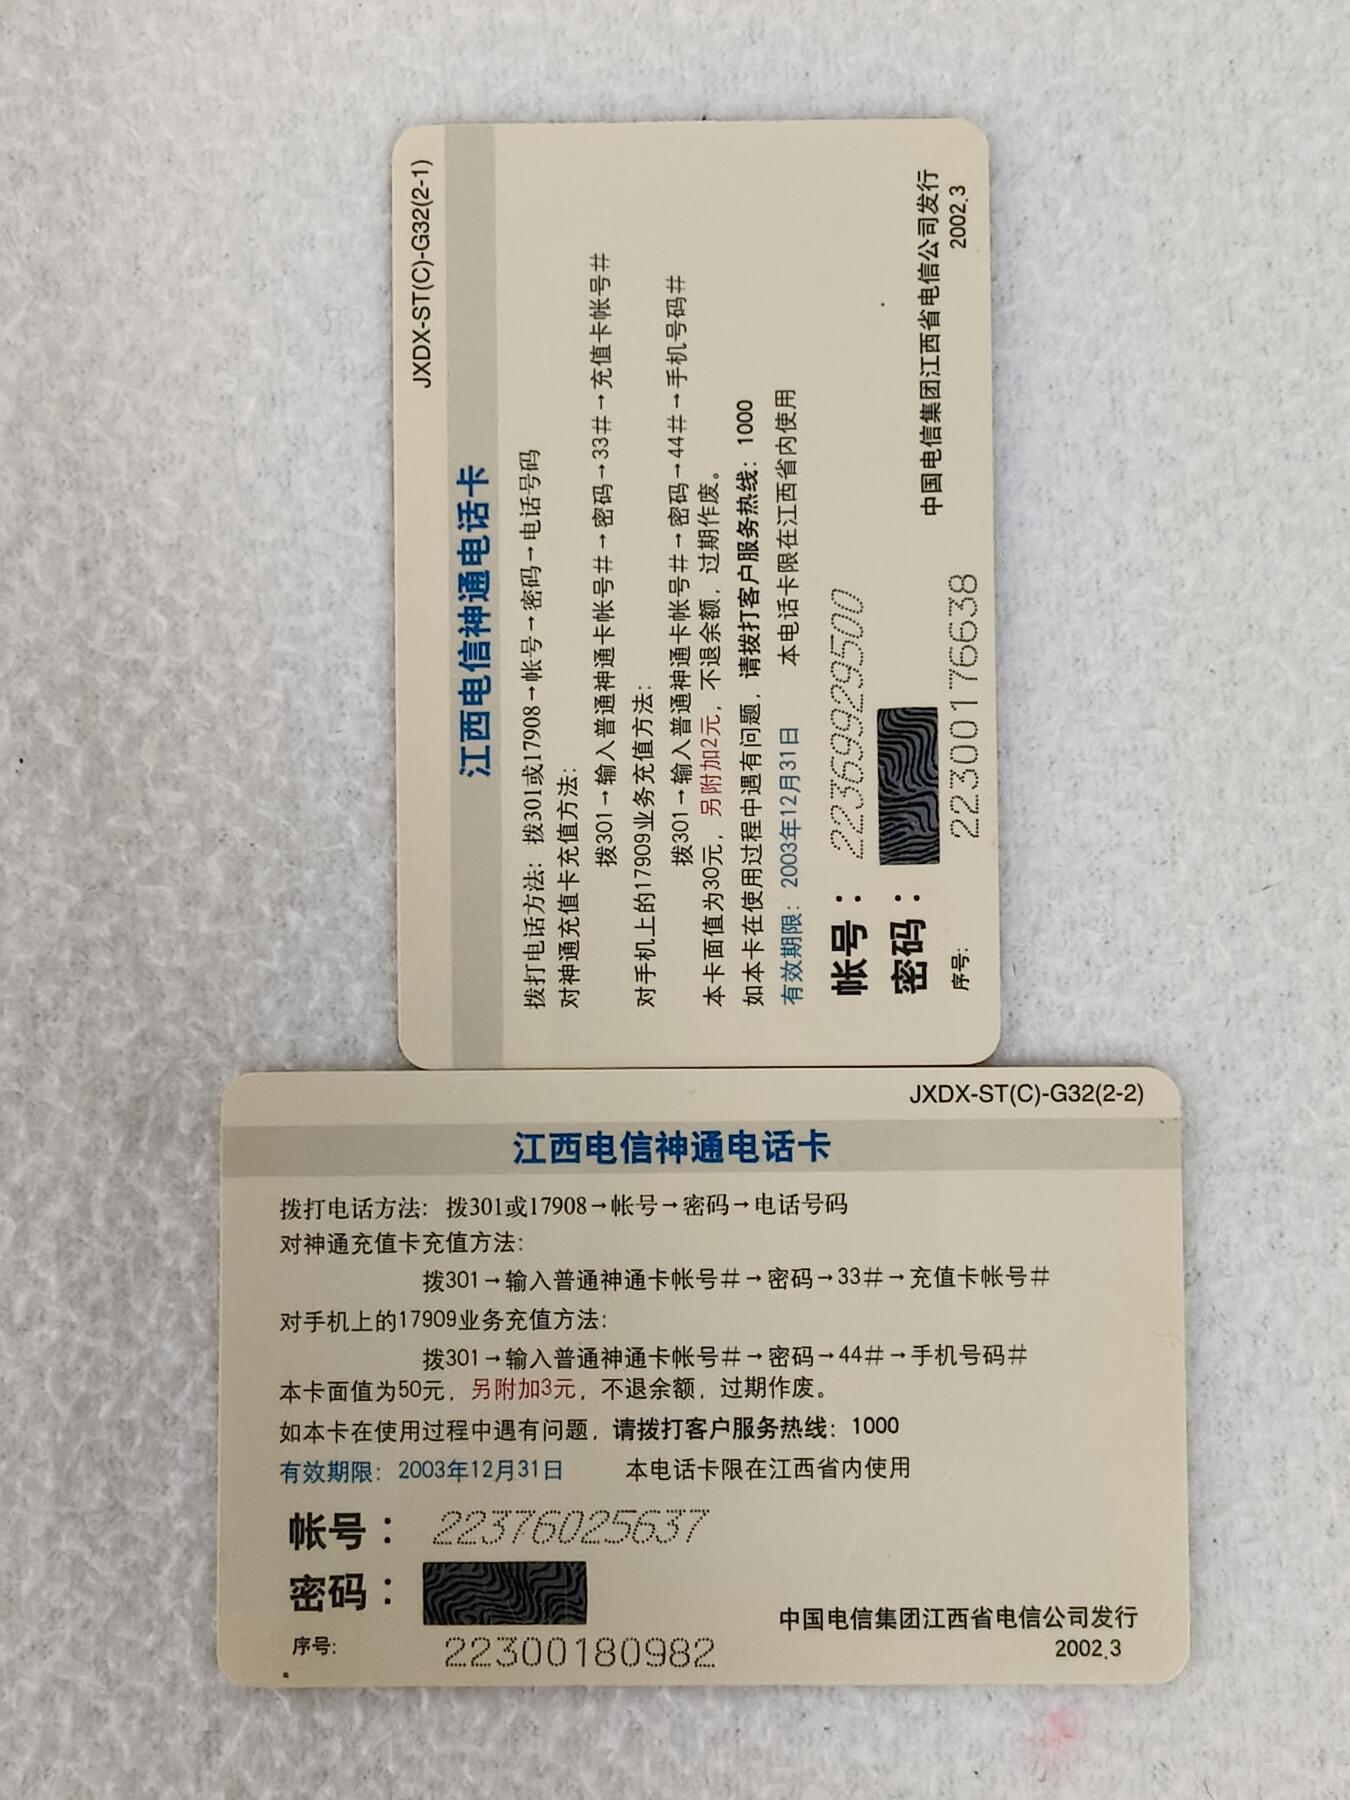 JXDX-ST(C)-G32(2-1)
江西电信神通电话卡
拨打电话方法：拨301或17908→帐号→密码→电话号码
对神通充值卡充值方法：
拨301→输入普通神通卡帐号#→密码→33#→充值卡帐号#
对手机上的17909业务充值方法：
拨301→输入普通神通卡帐号#→密码→44#→手机号码#
本卡面值为30元，另附加2元，不退余额，过期作废。
如本卡在使用过程中遇有问题，请拨打客户服务热线：1000
有效期限：2003年12月31日 本电话卡限在江西省内使用
帐号：22369929500
密码：
序号：22300176638
中国电信集团江西省电信公司发行
2002.3
JXDX-ST(C)-G32(2-2)
江西电信神通电话卡
拨打电话方法：拨301或17908→帐号→密码→电话号码
对神通充值卡充值方法：
拨301→输入普通神通卡帐号#→密码→33#→充值卡帐号#
对手机上的17909业务充值方法：
拨301→输入普通神通卡帐号#→密码→44#→手机号码#
本卡面值为50元，另附加3元，不退余额，过期作废。
如本卡在使用过程中遇有问题，请拨打客户服务热线：1000
有效期限：2003年12月31日 本电话卡限在江西省内使用
帐号：22376025637
密码：
序号：22300180982
中国电信集团江西省电信公司发行
2002.3